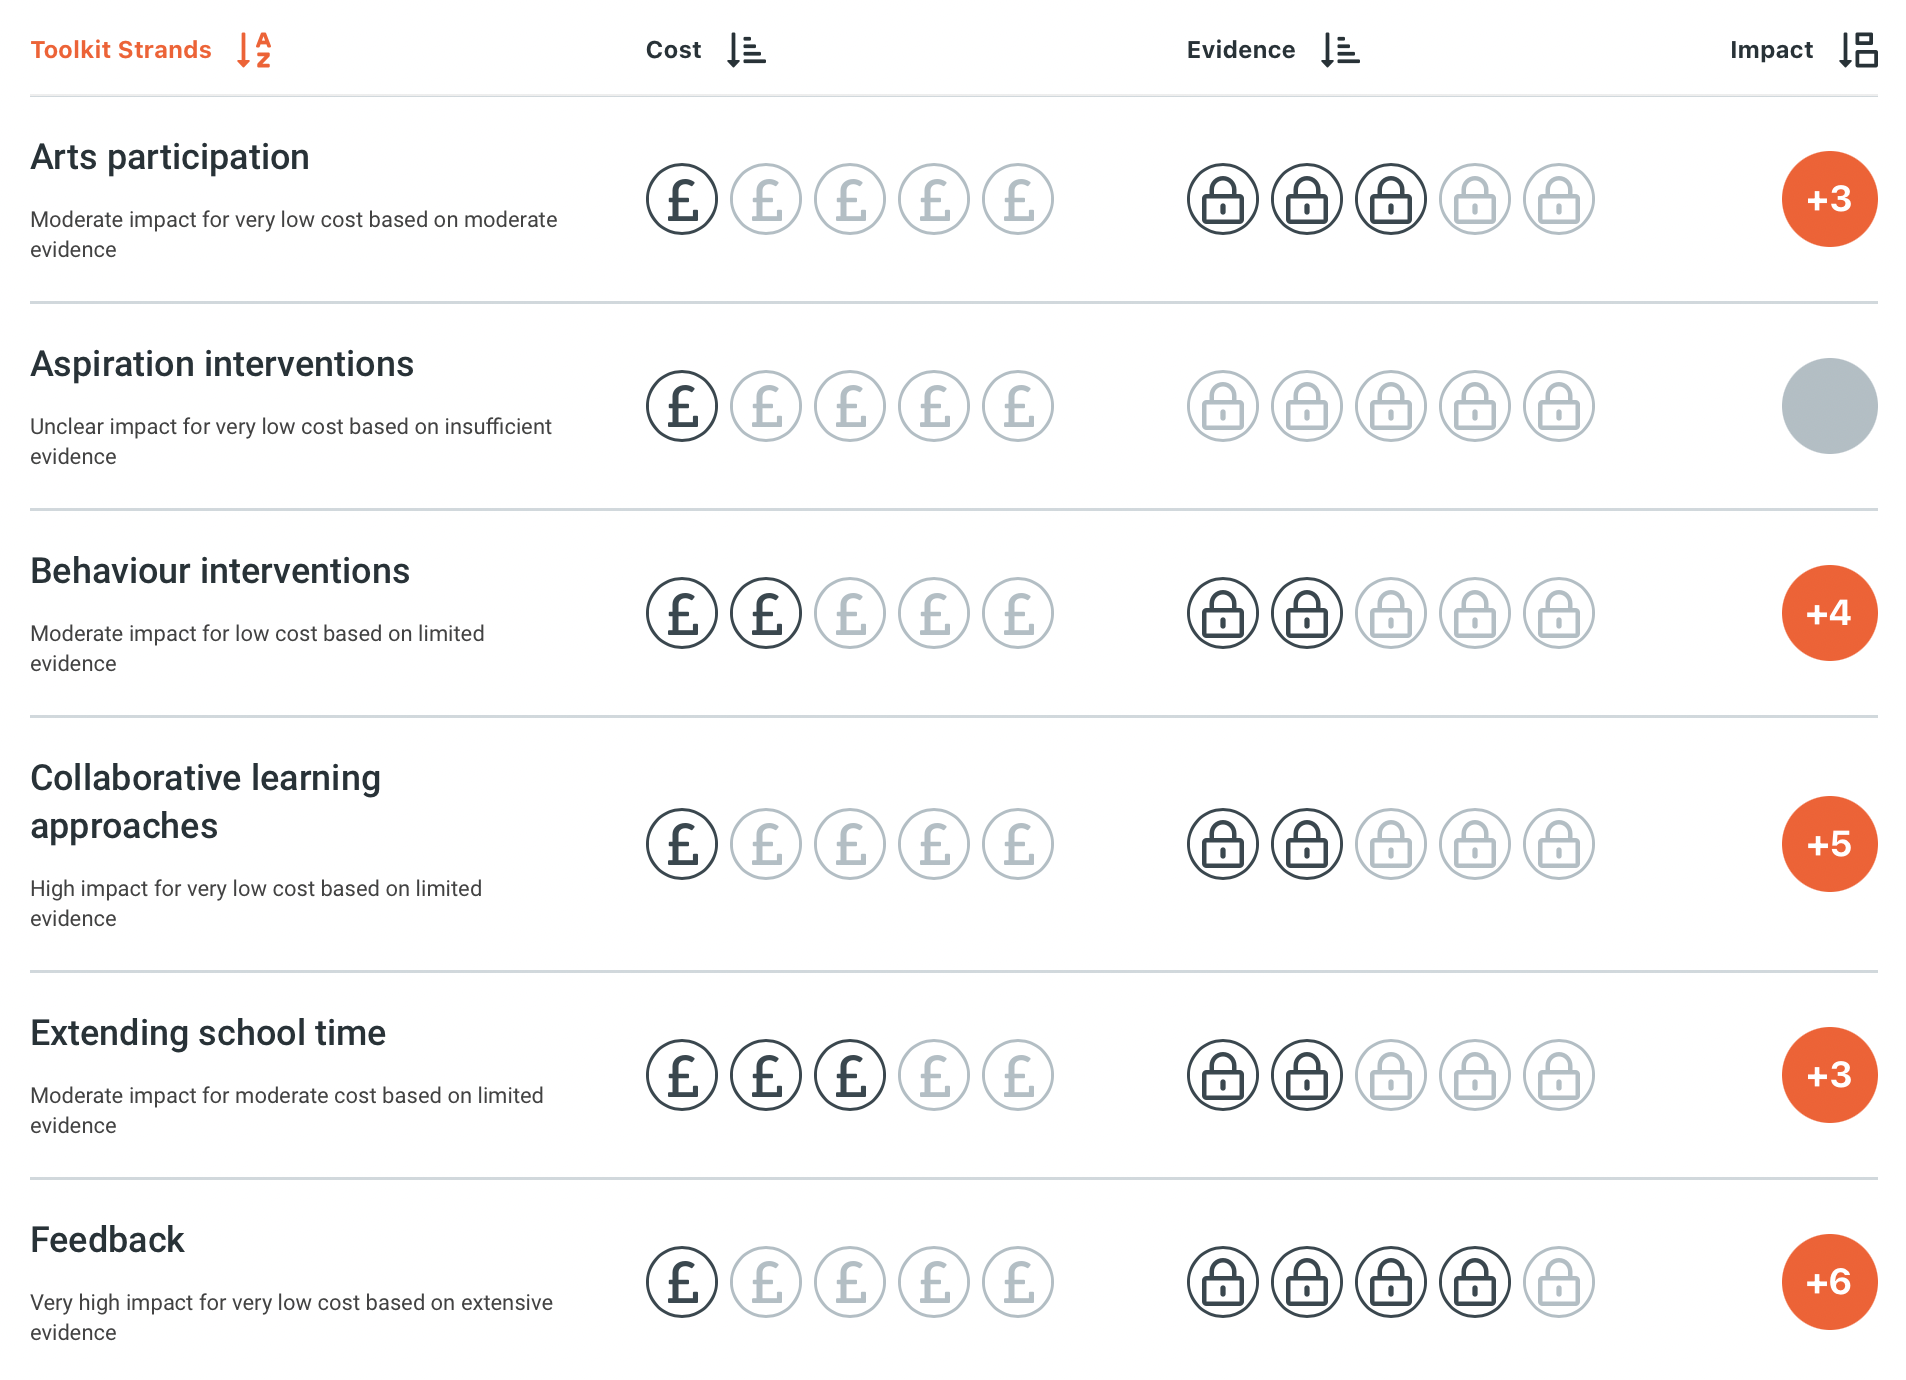 Toolkit Strands
Cost
Evidence
Impact
Arts participation
Moderate impact for very low cost based on moderate
evidence
£ £ £ £ £
+3
Aspiration interventions
Unclear impact for very low cost based on insufficient
evidence
£ £ £ £ £
Behaviour interventions
Moderate impact for low cost based on limited
evidence
£ £ £ £ £
+4
Collaborative learning
approaches
High impact for very low cost based on limited
evidence
£ £ £ £ £
+5
Extending school time
Moderate impact for moderate cost based on limited
evidence
£ £ £ £ £
+3
Feedback
Very high impact for very low cost based on extensive
evidence
£ £ £ £ £
+6